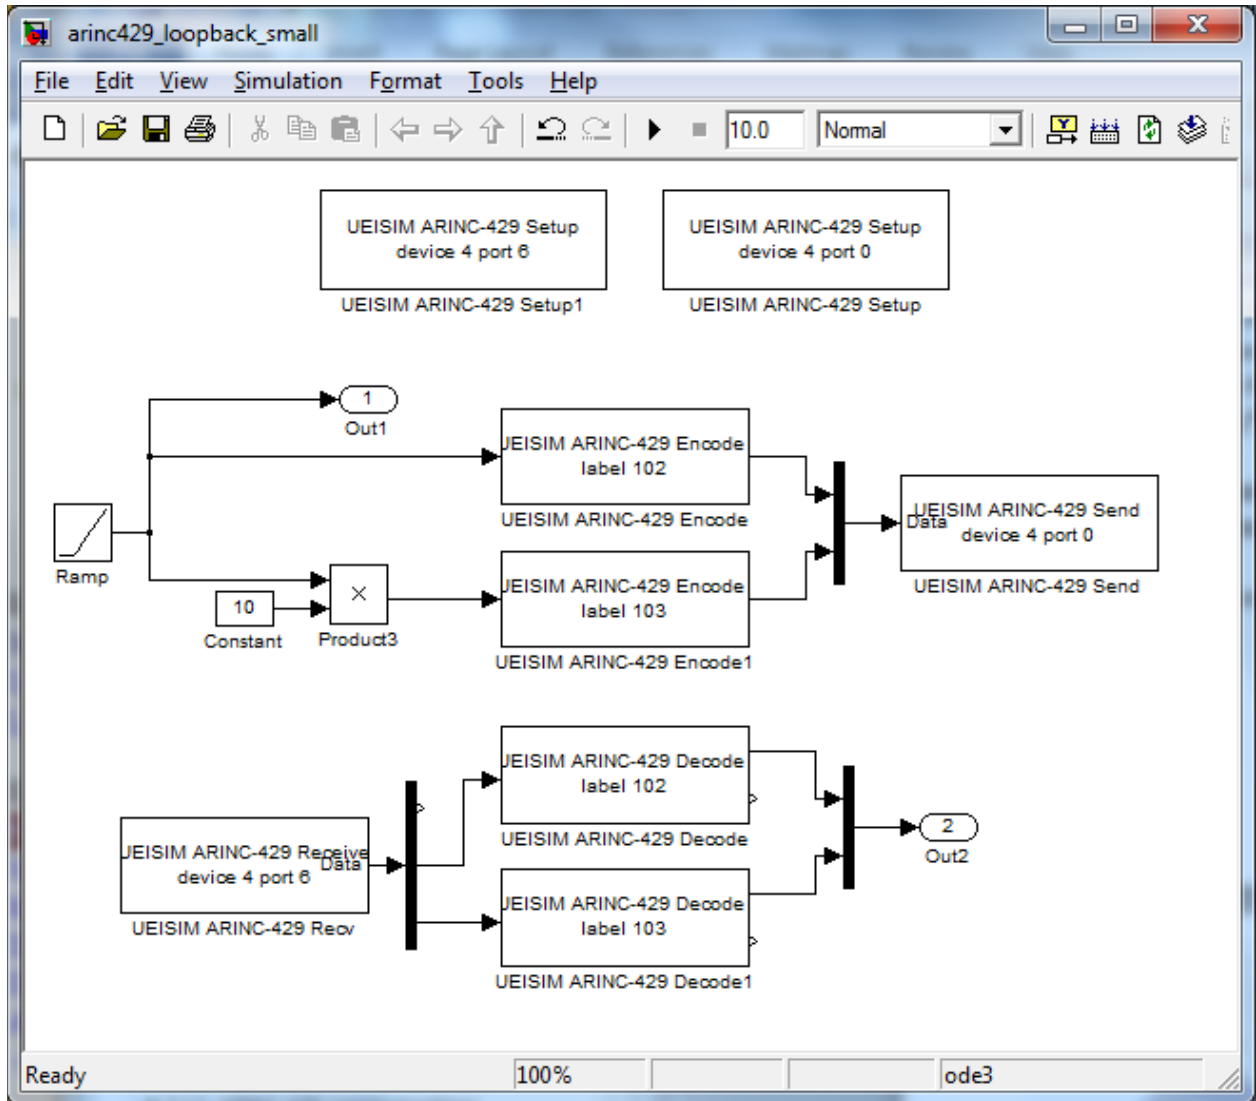 arinc429_loopback_small
File Edit View Simulation Format Tools Help
10.0 Normal
UEISIM ARINC-429 Setup
device 4 port 6
UEISIM ARINC-429 Setup1
UEISIM ARINC-429 Setup
device 4 port 0
UEISIM ARINC-429 Setup
1
Out1
JEISIM ARINC-429 Encode
label 102
UEISIM ARINC-429 Encode
Data
UEISIM ARINC-429 Send
device 4 port 0
UEISIM ARINC-429 Send
Ramp
10
Constant
×
Product3
JEISIM ARINC-429 Encode
label 103
UEISIM ARINC-429 Encode1
JEISIM ARINC-429 Decode
label 102
UEISIM ARINC-429 Decode
JEISIM ARINC-429 Receive
Data
device 4 port 6
UEISIM ARINC-429 Recv
JEISIM ARINC-429 Decode
label 103
UEISIM ARINC-429 Decode1
2
Out2
Ready 100% ode3